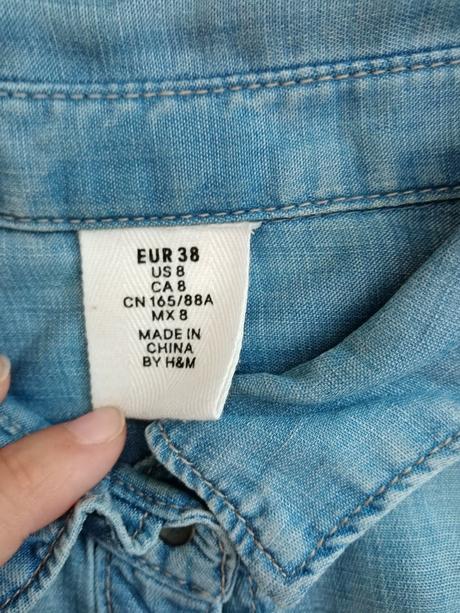 EUR 38
US 8
CA 8
CN 165/88A
MX 8
MADE IN
CHINA
BY H&M